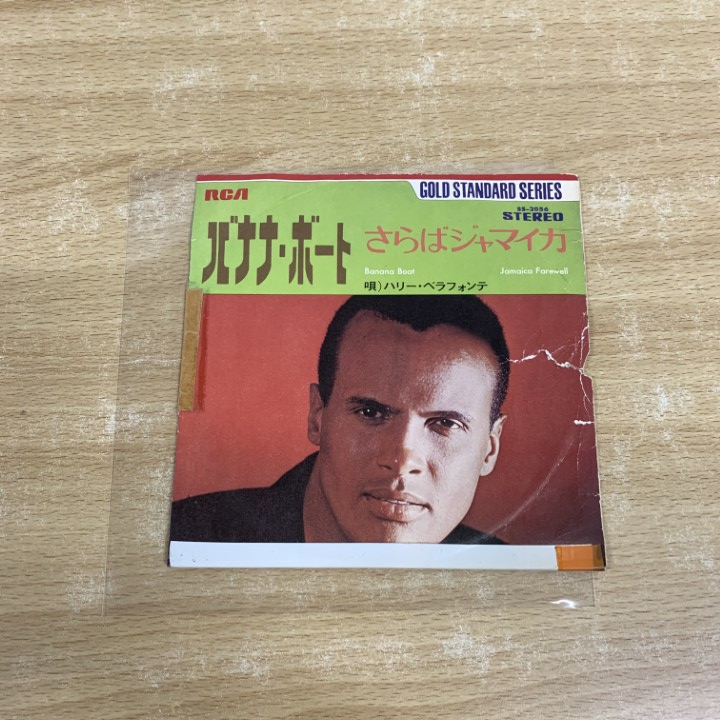 RCA
GOLD STANDARD SERIES
SS-2056
STEREO
バナナ・ボート さらばジャマイカ
Banana Boat Jamaica Farewell
唄)ハリー・ベラフォンテ